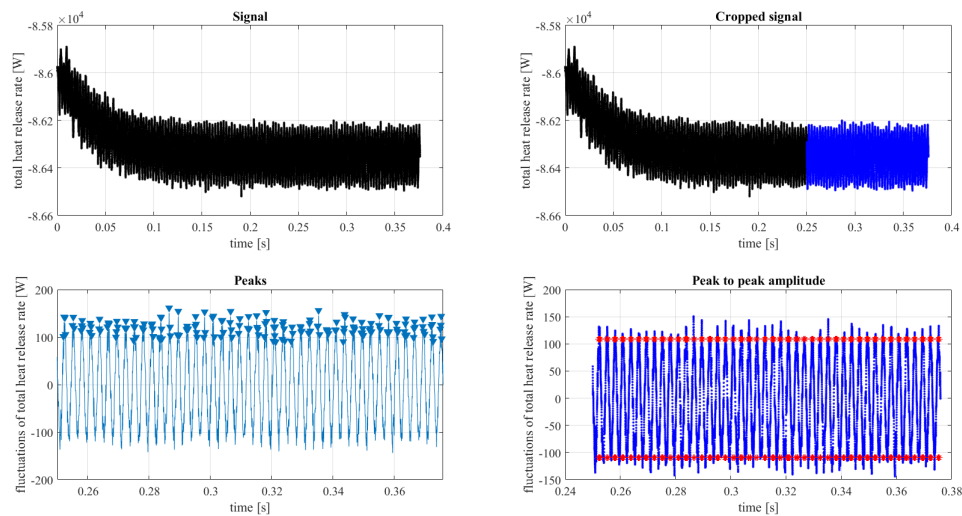 Signal
×10⁴
-8.58
-8.6
-8.62
-8.64
-8.66
total heat release rate [W]
0 0.05 0.1 0.15 0.2 0.25 0.3 0.35 0.4
time [s]
Cropped signal
×10⁴
-8.58
-8.6
-8.62
-8.64
-8.66
total heat release rate [W]
0 0.05 0.1 0.15 0.2 0.25 0.3 0.35 0.4
time [s]
Peaks
200
100
0
-100
-200
fluctuations of total heat release rate [W]
0.26 0.28 0.3 0.32 0.34 0.36
time [s]
Peak to peak amplitude
200
150
100
50
0
-50
-100
-150
fluctuations of total heat release rate [W]
0.24 0.26 0.28 0.3 0.32 0.34 0.36 0.38
time [s]